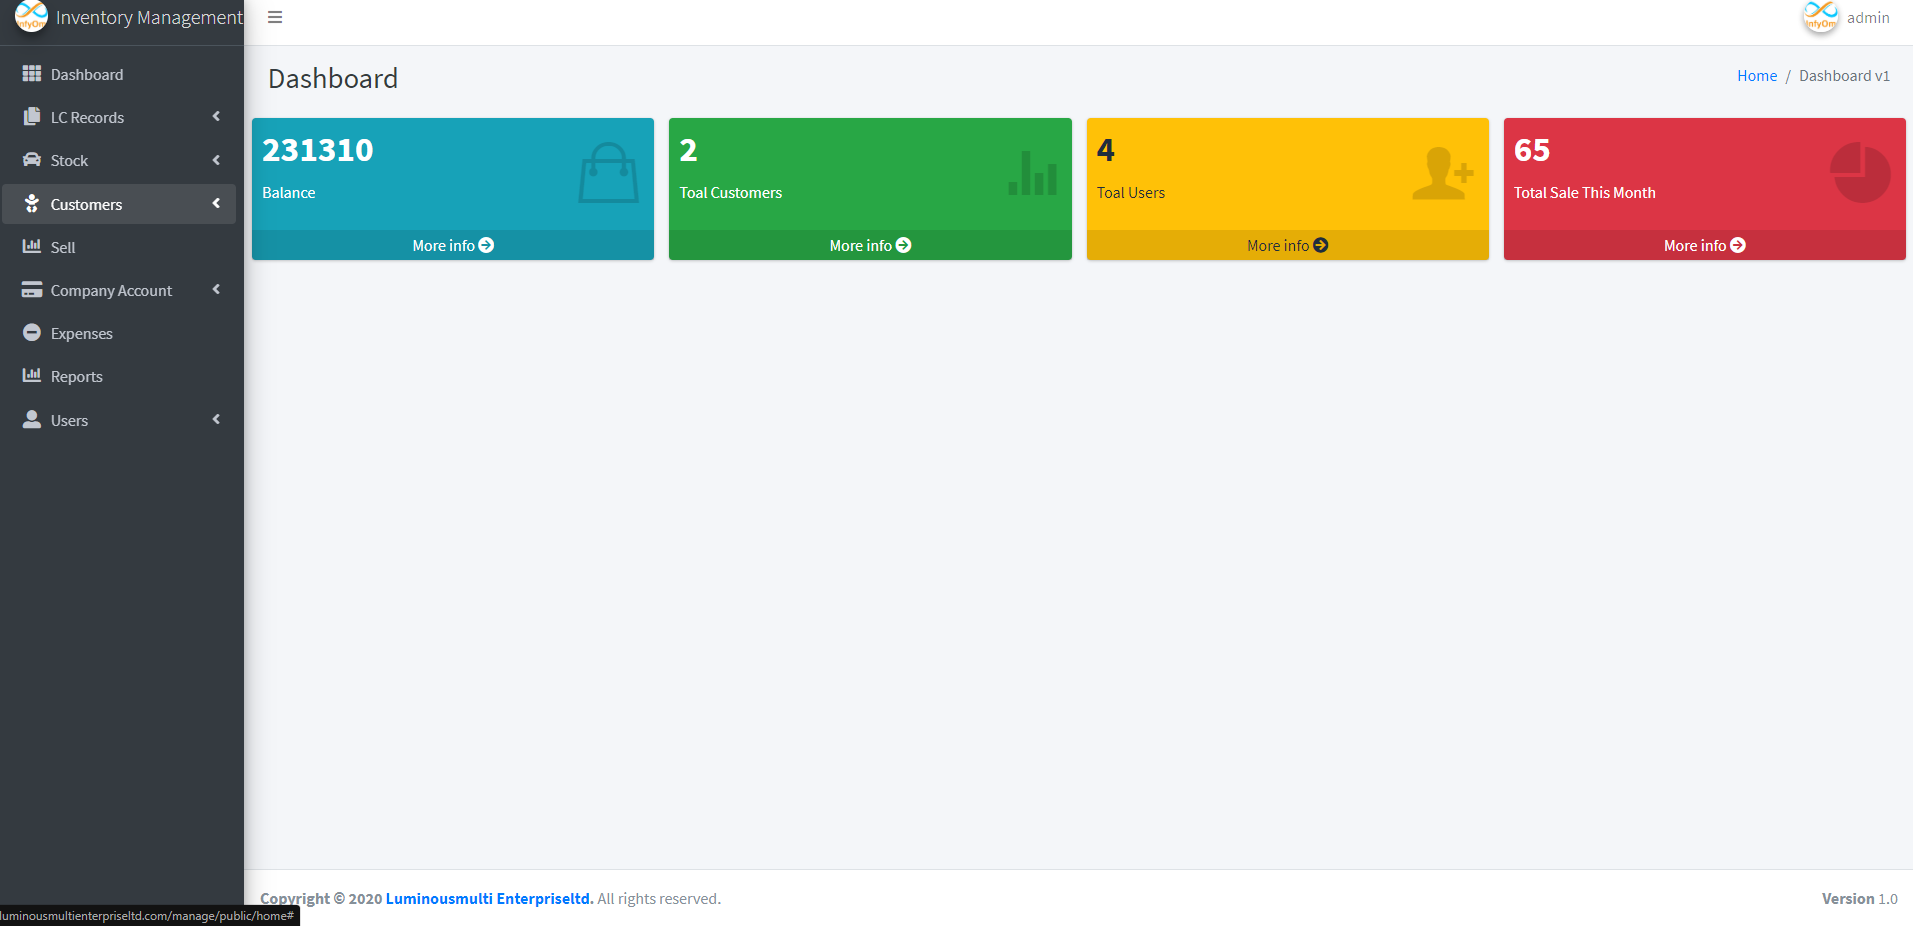 InfyOm
Inventory Management
InfyOm
admin
Dashboard
LC Records
Stock
Customers
Sell
Company Account
Expenses
Reports
Users
Dashboard
Home / Dashboard v1
231310
Balance
More info
2
Toal Customers
More info
4
Toal Users
More info
65
Total Sale This Month
More info
Copyright © 2020 Luminousmulti Enterpriseltd. All rights reserved.
Version 1.0
luminousmultienterpriseltd.com/manage/public/home#